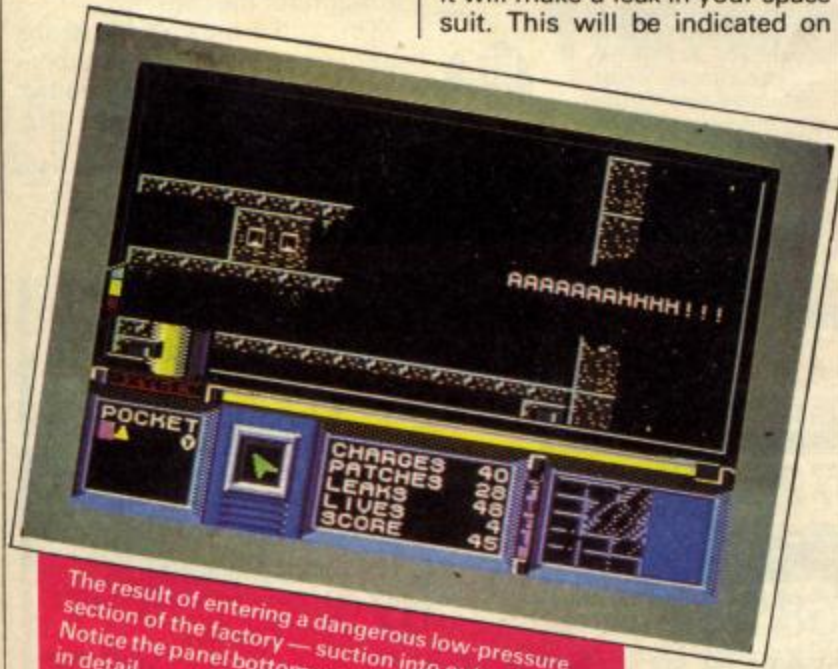 suit. This will be indicated on
AAAAAAAHHHH!!!
POCKET
CHARGES 40
PATCHES 28
LEAKS 48
LIVES 4
SCORE 45
The result of entering a dangerous low-pressure
section of the factory — suction into
Notice the panel bottom
in detail